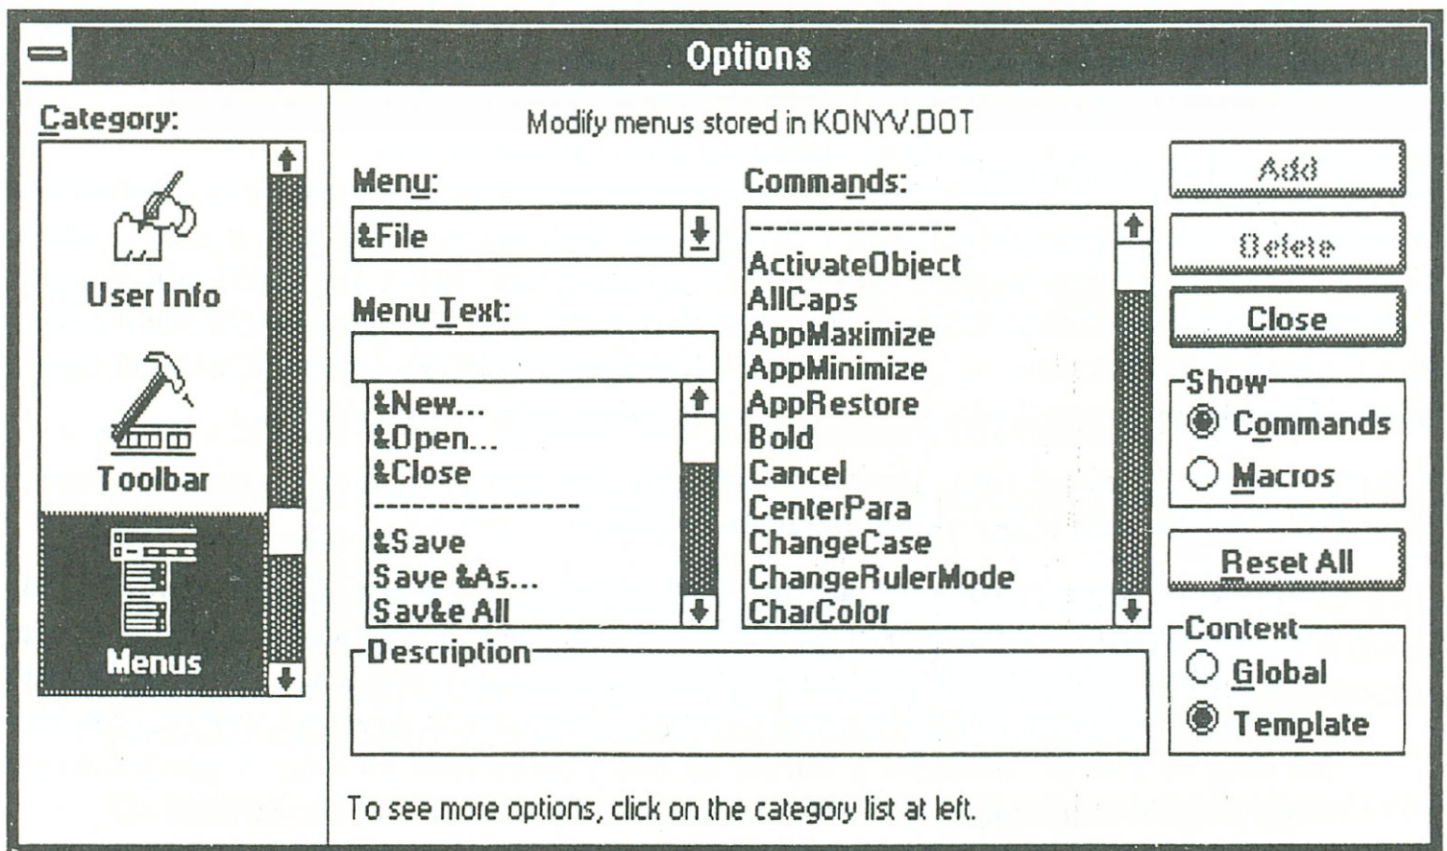 Options
Category:
User Info
Toolbar
Menus
Modify menus stored in KONYV.DOT
Menu:
&File
Menu Text:
&New...
&Open...
&Close
----------------
&Save
Save &As...
Sav&e All
Commands:
----------------
ActivateObject
AllCaps
AppMaximize
AppMinimize
AppRestore
Bold
Cancel
CenterPara
ChangeCase
ChangeRulerMode
CharColor
Description
To see more options, click on the category list at left.
Add
Delete
Close
Show
Commands
Macros
Reset All
Context
Global
Template